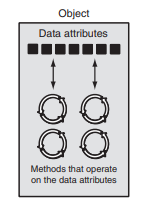 Object
Data attributes
Methods that operate
on the data attributes